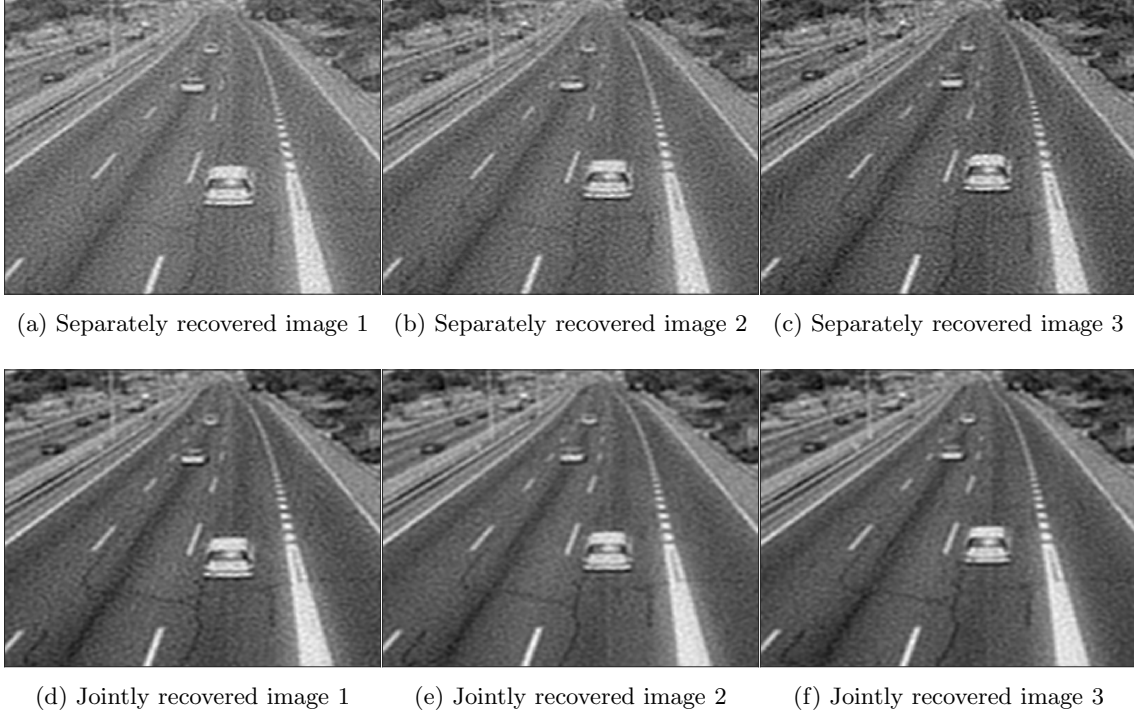 (a) Separately recovered image 1
(b) Separately recovered image 2
(c) Separately recovered image 3
(d) Jointly recovered image 1
(e) Jointly recovered image 2
(f) Jointly recovered image 3